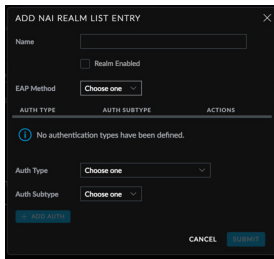 ADD NAI REALM LIST ENTRY
Name
Realm Enabled
EAP Method Choose one
AUTH TYPE AUTH SUBTYPE ACTIONS
No authentication types have been defined.
Auth Type Choose one
Auth Subtype Choose one
+ ADD AUTH
CANCEL SUBMIT